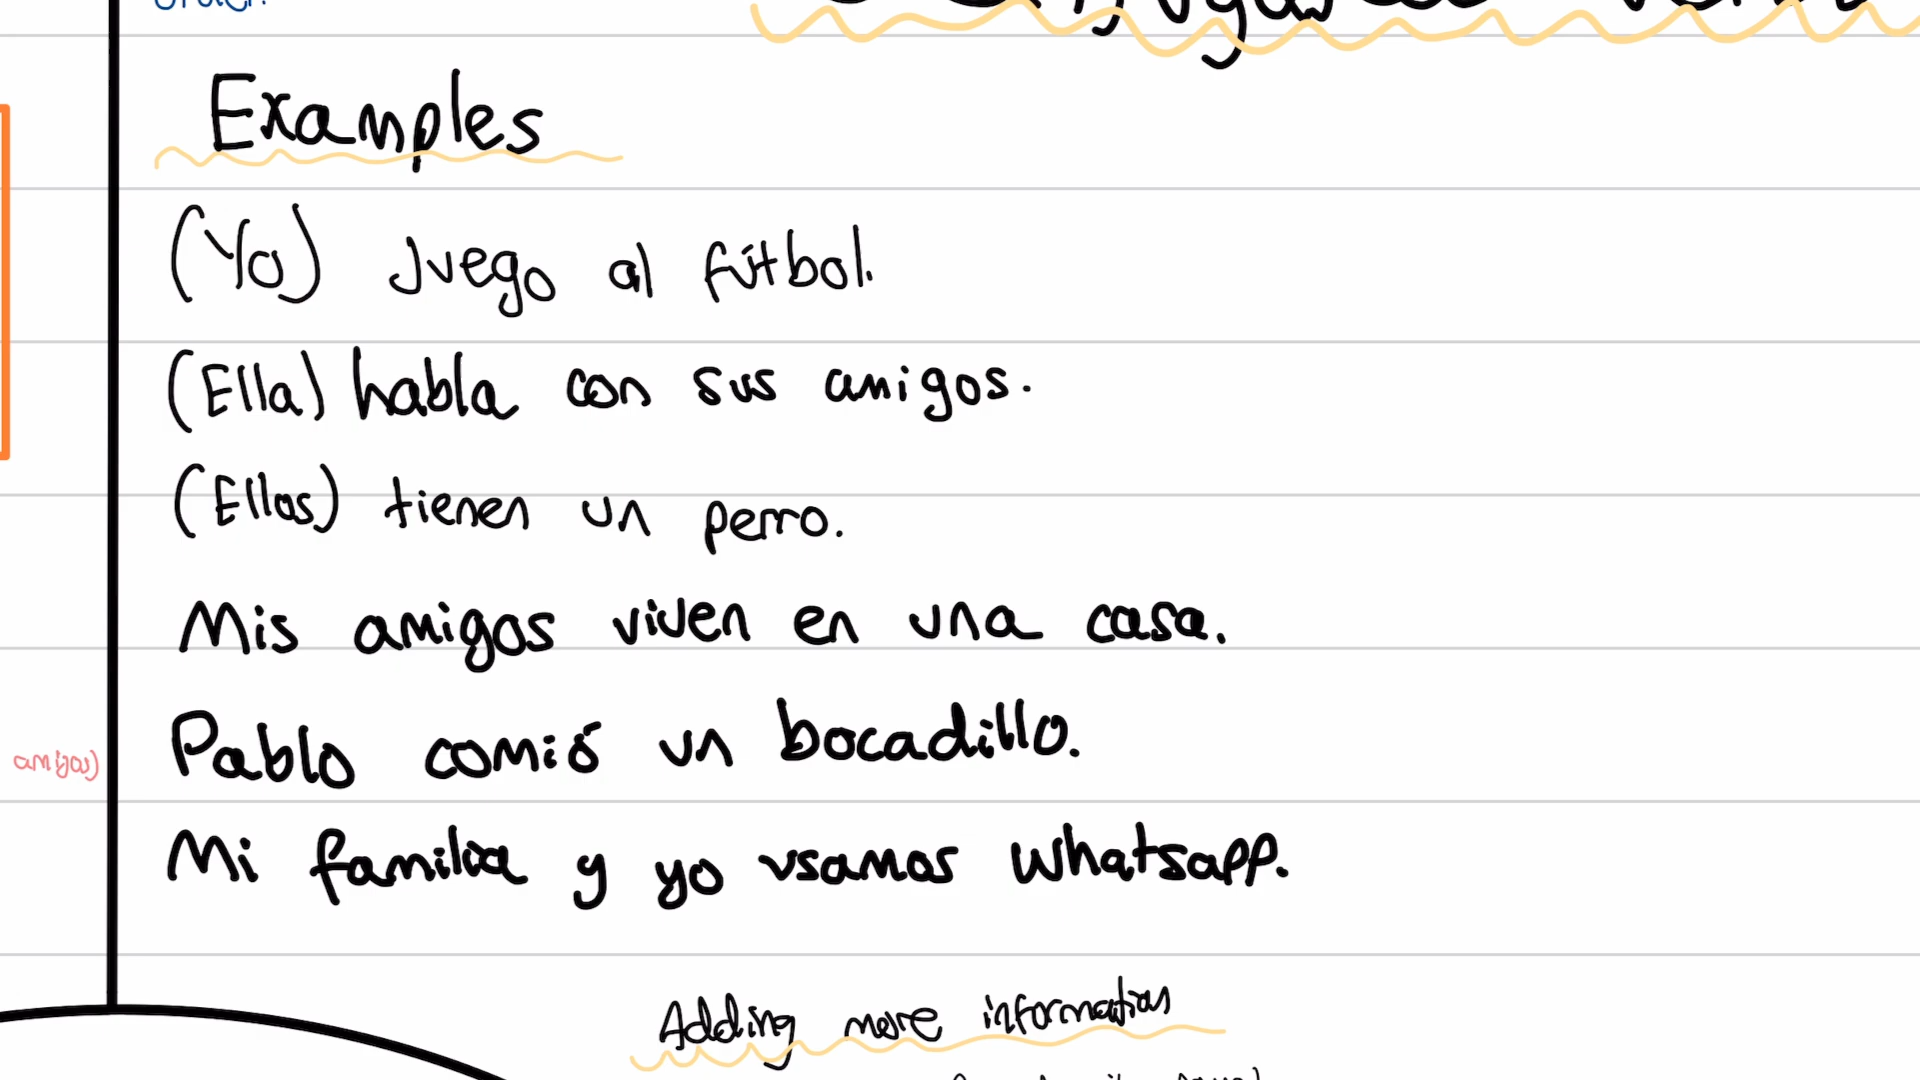 Examples
(Yo) Juego al fútbol.
(Ella) habla con sus amigos.
(Ellos) tienen un perro.
Mis amigos viven en una casa.
amigos)
Pablo comió un bocadillo.
Mi familia y yo usamos Whatsapp.
Adding more information